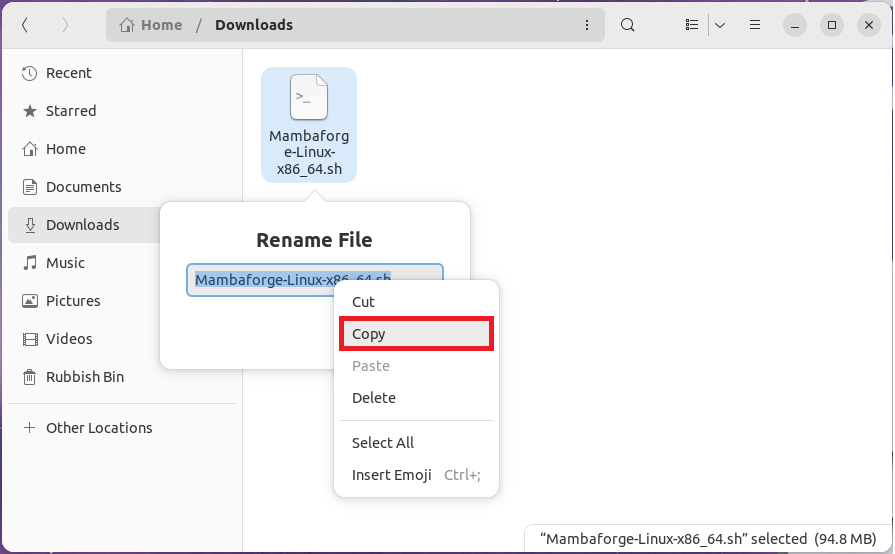 Home / Downloads
Recent
Starred
Home
Documents
Downloads
Music
Pictures
Videos
Rubbish Bin
Other Locations
>_
Mambaforg
e-Linux-
x86_64.sh
Rename File
Mambaforge-Linux-x86_64.sh
Cut
Copy
Paste
Delete
Select All
Insert Emoji Ctrl+;
“Mambaforge-Linux-x86_64.sh” selected (94.8 MB)